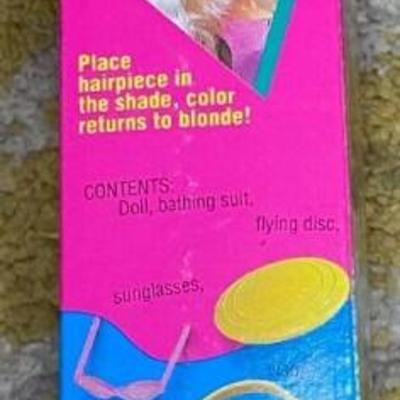 Place
hairpiece in
the shade, color
returns to blonde!
CONTENTS:
Doll, bathing suit,
flying disc,
sunglasses,